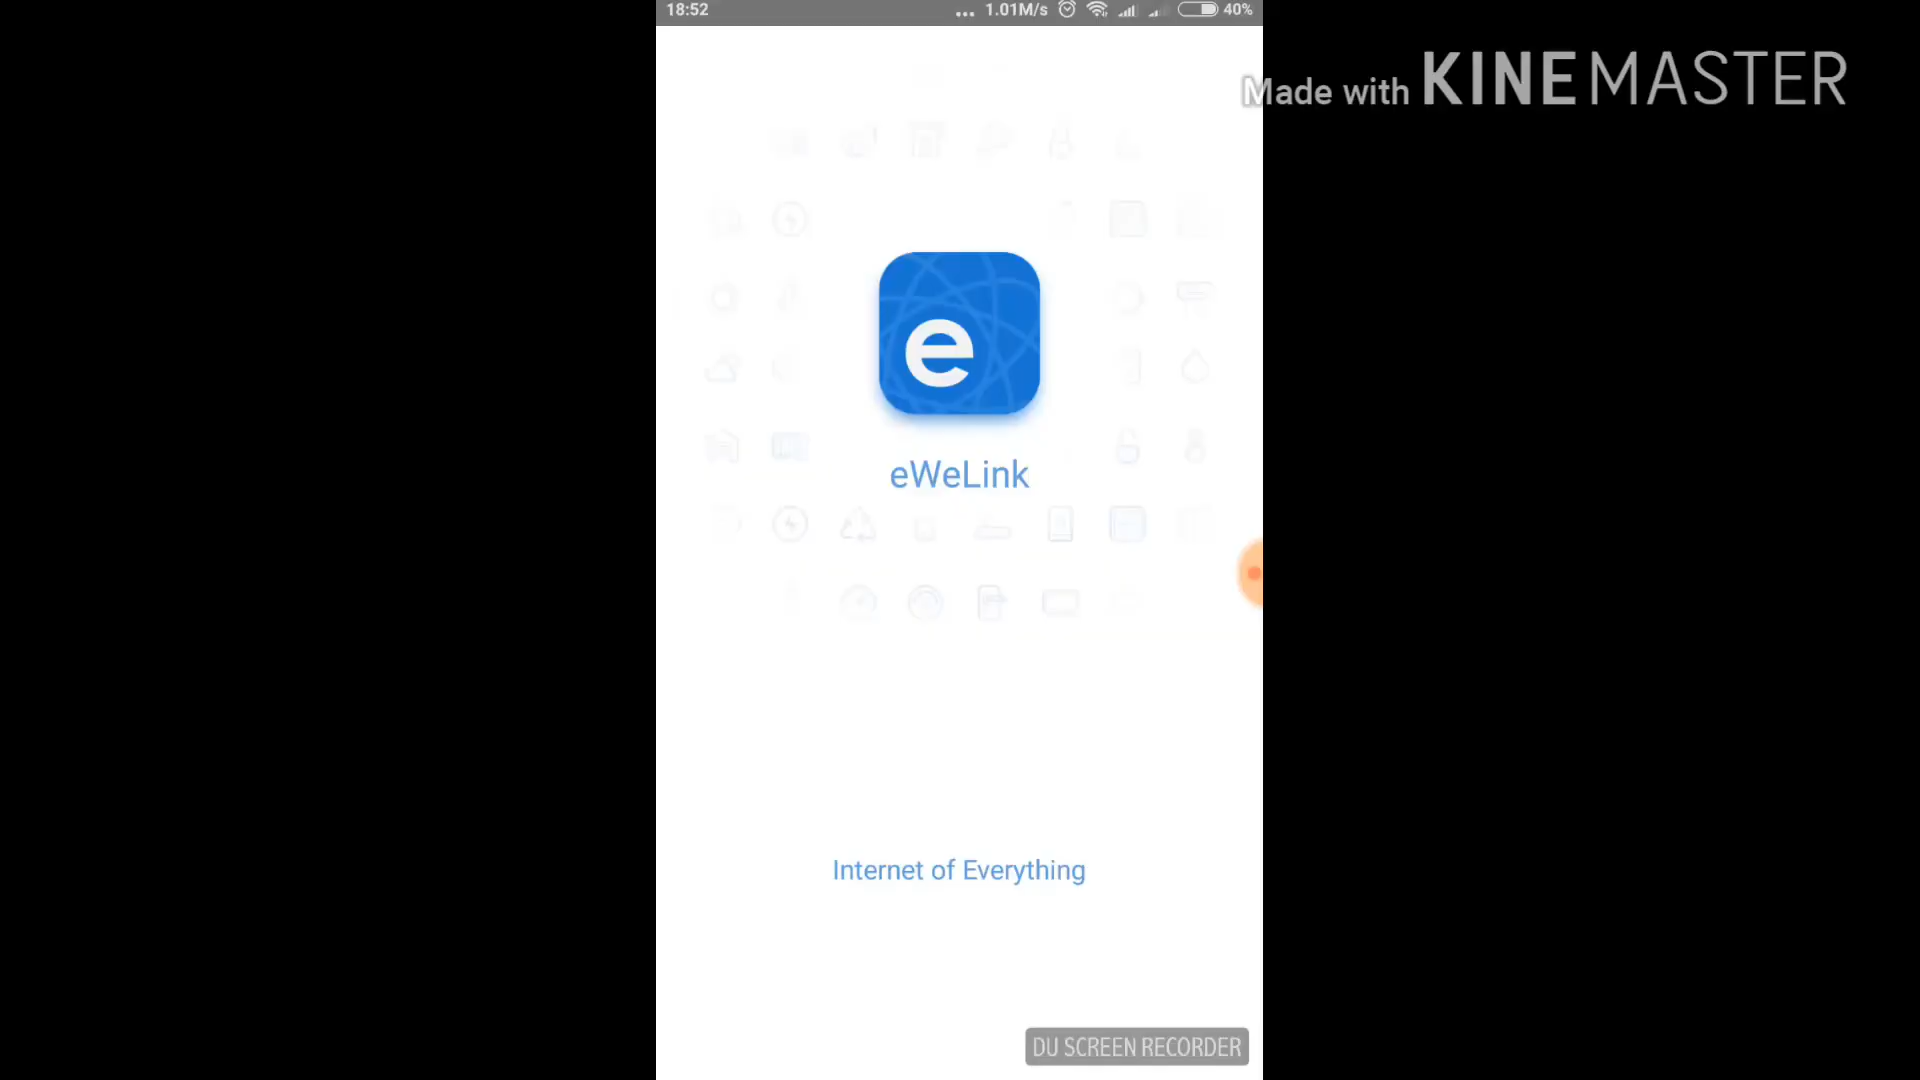 18:52
... 1.01M/s 40%
Made with KINEMASTER
e
eWeLink
Internet of Everything
DU SCREEN RECORDER